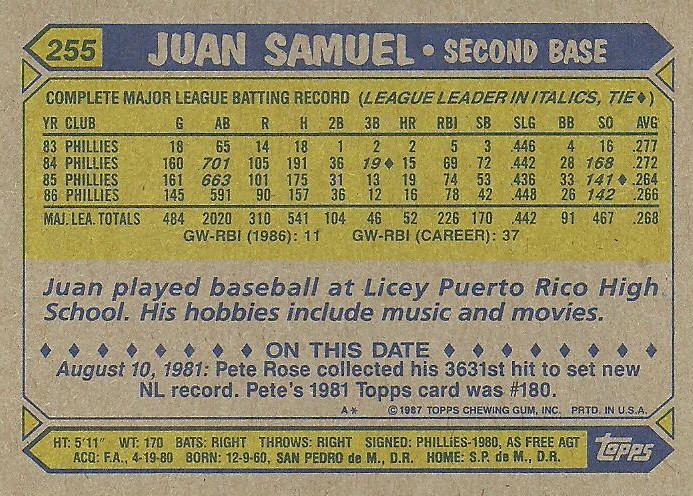 255 JUAN SAMUEL • SECOND BASE
COMPLETE MAJOR LEAGUE BATTING RECORD (LEAGUE LEADER IN ITALICS, TIE♦)
YR CLUB G AB R H 2B 3B HR RBI SB SLG BB SO AVG
83 PHILLIES 18 65 14 18 1 2 2 5 3 .446 4 16 .277
84 PHILLIES 160 701 105 191 36 19♦ 15 69 72 .442 28 168 .272
85 PHILLIES 161 663 101 175 31 13 19 74 53 .436 33 141♦ .264
86 PHILLIES 145 591 90 157 36 12 16 78 42 .448 26 142 .266
MAJ. LEA. TOTALS 484 2020 310 541 104 46 52 226 170 .442 91 467 .268
GW-RBI (1986): 11 GW-RBI (CAREER): 37
Juan played baseball at Licey Puerto Rico High
School. His hobbies include music and movies.
♦ ♦ ♦ ♦ ♦ ♦ ♦ ♦ ON THIS DATE ♦ ♦ ♦ ♦ ♦ ♦ ♦ ♦
August 10, 1981: Pete Rose collected his 3631st hit to set new
NL record. Pete's 1981 Topps card was #180.
A* ©1987 TOPPS CHEWING GUM, INC. PRTD. IN U.S.A.
HT: 5'11" WT: 170 BATS: RIGHT THROWS: RIGHT SIGNED: PHILLIES-1980, AS FREE AGT
ACQ: F.A., 4-19-80 BORN: 12-9-60, SAN PEDRO de M., D.R. HOME: S.P. de M., D.R.
topps